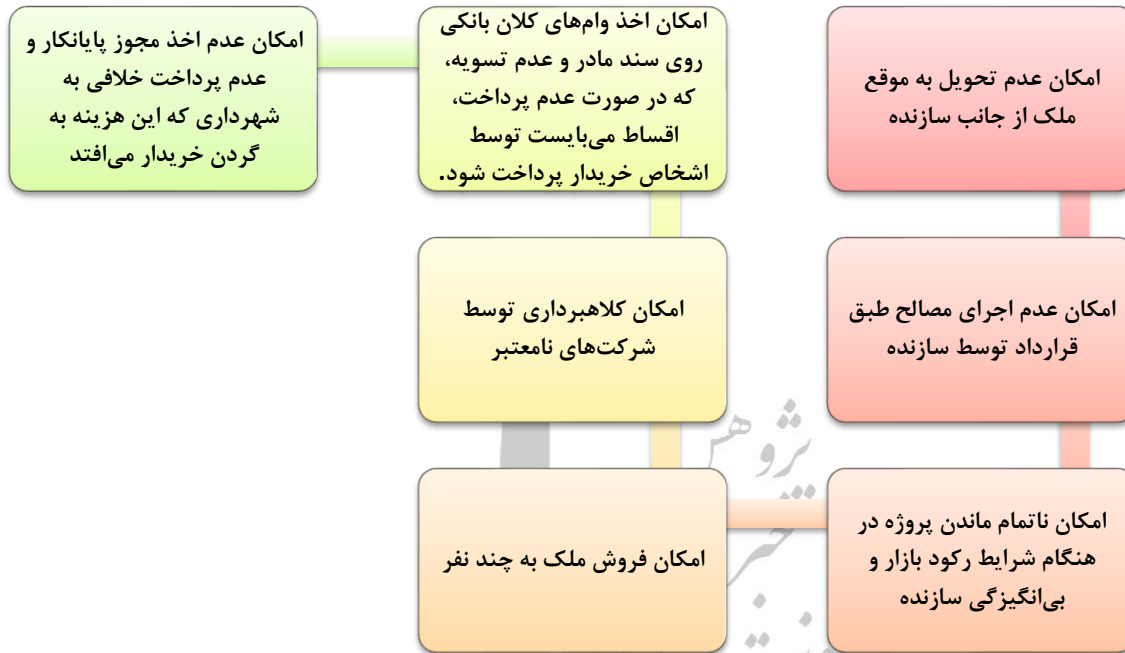 امکان عدم تحویل به موقع
ملک از جانب سازنده
امکان عدم اجرای مصالح طبق
قرارداد توسط سازنده
امکان ناتمام ماندن پروژه در
هنگام شرایط رکود بازار و
بی‌انگیزگی سازنده
امکان فروش ملک به چند نفر
امکان کلاهبرداری توسط
شرکت‌های نامعتبر
امکان اخذ وام‌های کلان بانکی
روی سند مادر و عدم تسویه،
که در صورت عدم پرداخت،
اقساط می‌بایست توسط
اشخاص خریدار پرداخت شود.
امکان عدم اخذ مجوز پایانکار و
عدم پرداخت خلافی به
شهرداری که این هزینه به
گردن خریدار می‌افتد